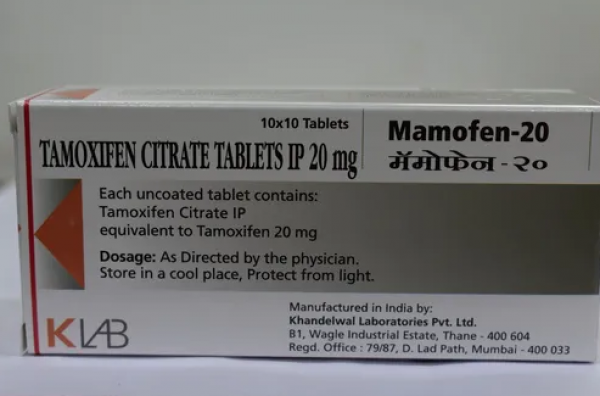 10x10 Tablets
TAMOXIFEN CITRATE TABLETS IP 20 mg
Mamofen-20
मॅमोफेन - २०
Each uncoated tablet contains:
Tamoxifen Citrate IP
equivalent to Tamoxifen 20 mg
Dosage: As Directed by the physician.
Store in a cool place, Protect from light.
KLAB
Manufactured in India by:
Khandelwal Laboratories Pvt. Ltd.
B1, Wagle Industrial Estate, Thane - 400 604
Regd. Office : 79/87, D. Lad Path, Mumbai - 400 033